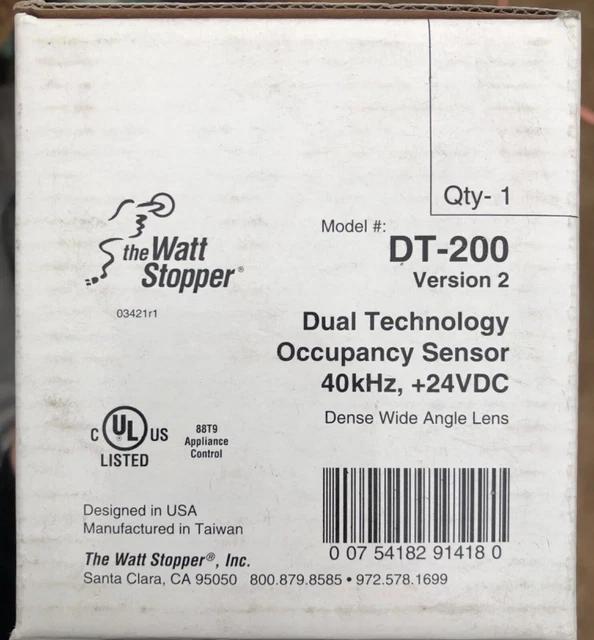 Qty- 1
Model #:
DT-200
Version 2
the Watt
Stopper®
03421r1
Dual Technology
Occupancy Sensor
40kHz, +24VDC
Dense Wide Angle Lens
C UL US
LISTED
88T9
Appliance
Control
Designed in USA
Manufactured in Taiwan
The Watt Stopper®, Inc.
Santa Clara, CA 95050 800.879.8585 • 972.578.1699
0 07 54182 91418 0